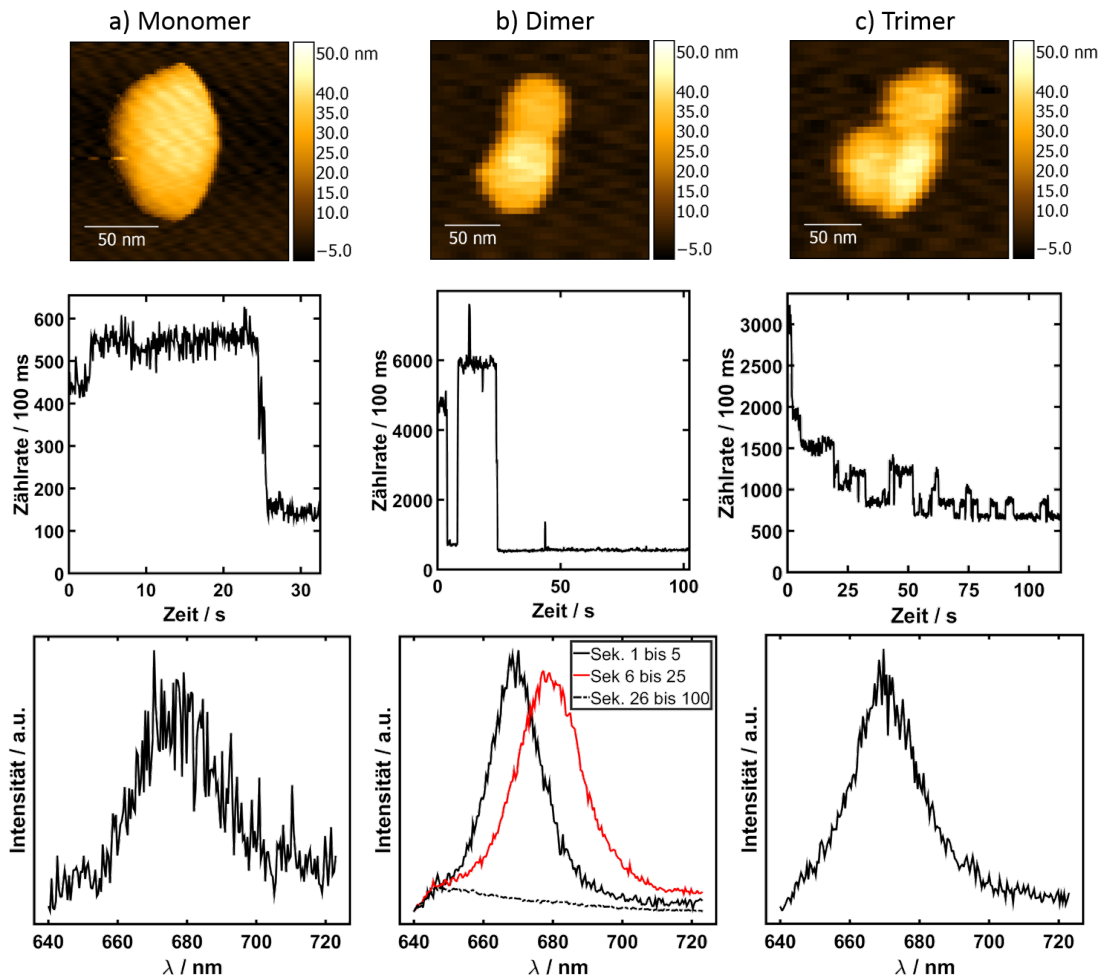 a) Monomer
b) Dimer
c) Trimer
50.0 nm
40.0
35.0
30.0
25.0
20.0
10.0
−5.0
50 nm
50.0 nm
40.0
35.0
30.0
25.0
20.0
10.0
−5.0
50 nm
50.0 nm
40.0
35.0
30.0
25.0
20.0
10.0
−5.0
50 nm
Zählrate / 100 ms
600
500
400
300
200
100
0
0 10 20 30
Zeit / s
Zählrate / 100 ms
6000
4000
2000
0
0 50 100
Zeit / s
Zählrate / 100 ms
3000
2500
2000
1500
1000
500
0
0 25 50 75 100
Zeit / s
Intensität / a.u.
640 660 680 700 720
λ / nm
Intensität / a.u.
Sek. 1 bis 5
Sek 6 bis 25
Sek. 26 bis 100
640 660 680 700 720
λ / nm
Intensität / a.u.
640 660 680 700 720
λ / nm